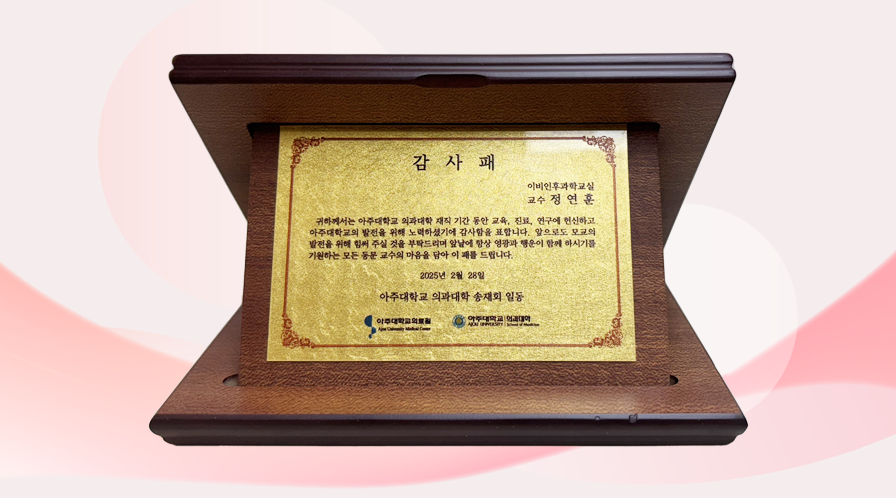 감 사 패
이비인후과학교실
교수 정 연 훈
귀하께서는 아주대학교 의과대학 재직 기간 동안 교육, 진료, 연구에 헌신하고
아주대학교의 발전을 위해 노력하셨기에 감사함을 표합니다. 앞으로도 모교의
발전을 위해 힘써 주실 것을 부탁드리며 앞날에 항상 영광과 행운이 함께 하시기를
기원하는 모든 동문 교수의 마음을 담아 이 패를 드립니다.
2025년 2월 28일
아주대학교 의과대학 송재회 일동
아주대학교의료원 아주대학교 의과대학
Ajou University Medical Center AJOU UNIVERSITY School of Medicine